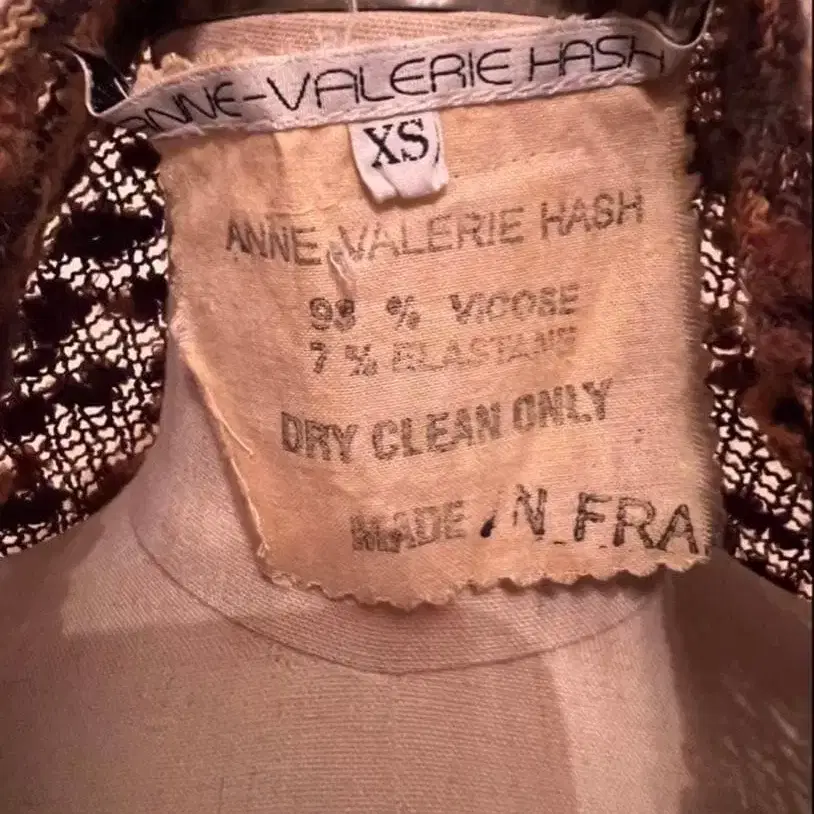 ANNE-VALERIE HASH
XS
ANNE VALERIE HASH
93 % VICOSE
7 % ELASTANE
DRY CLEAN ONLY
MADE IN FRA